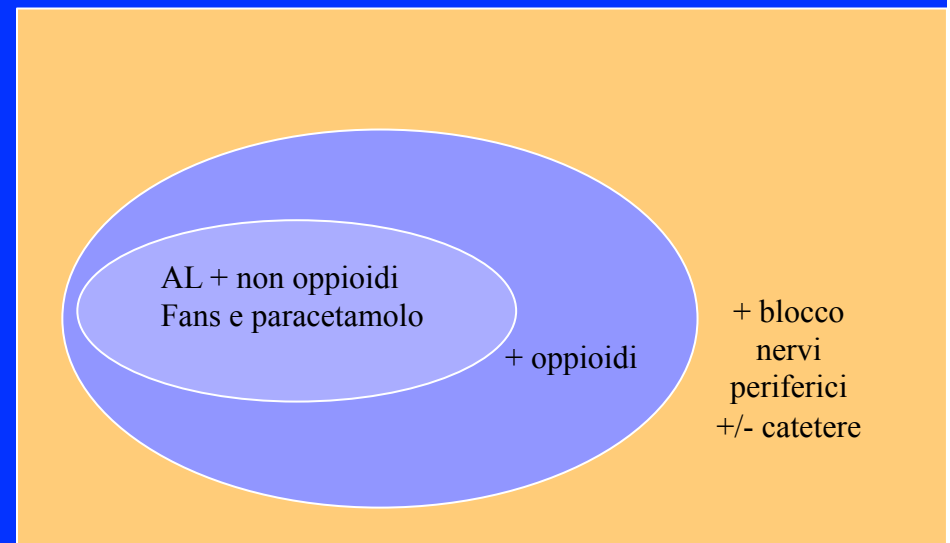 AL + non oppioidi
Fans e paracetamolo
+ oppioidi
+ blocco
nervi
periferici
+/- catetere